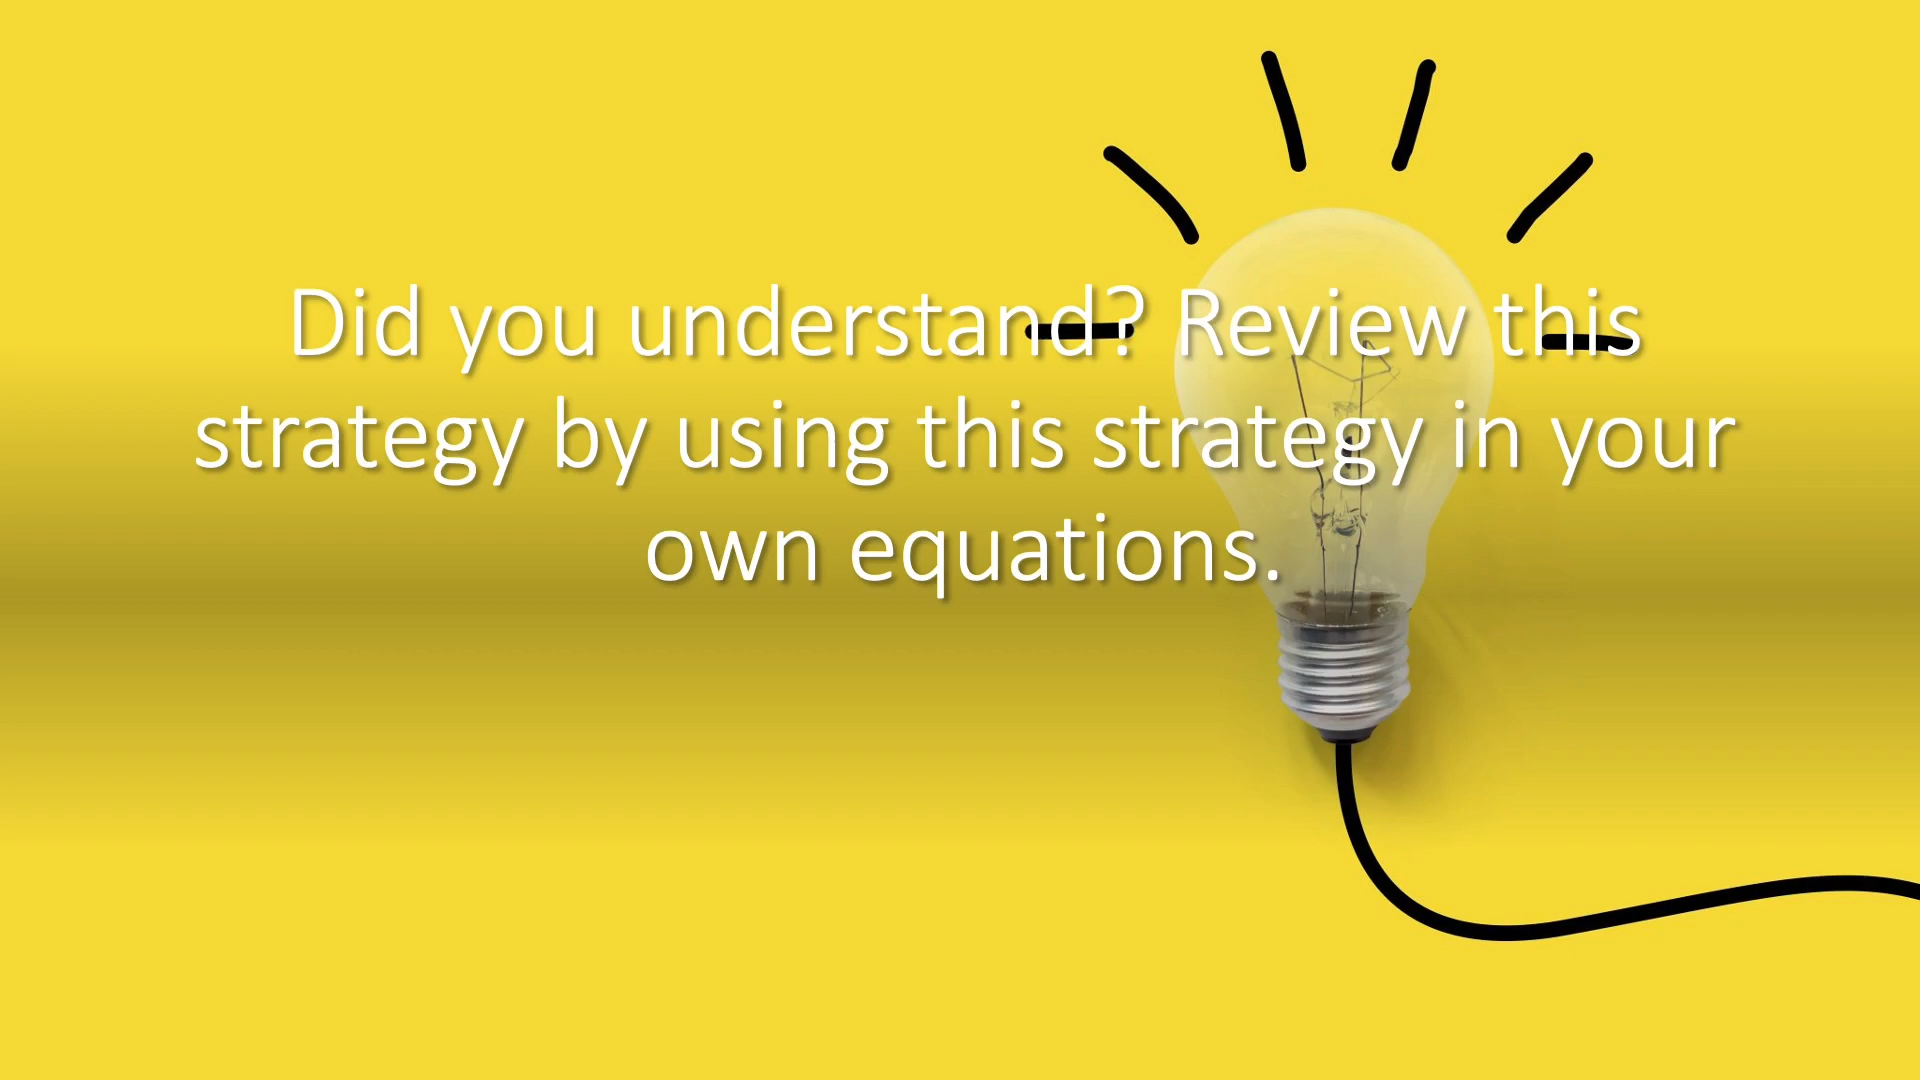 Did you understand? Review this
strategy by using this strategy in your
own equations.